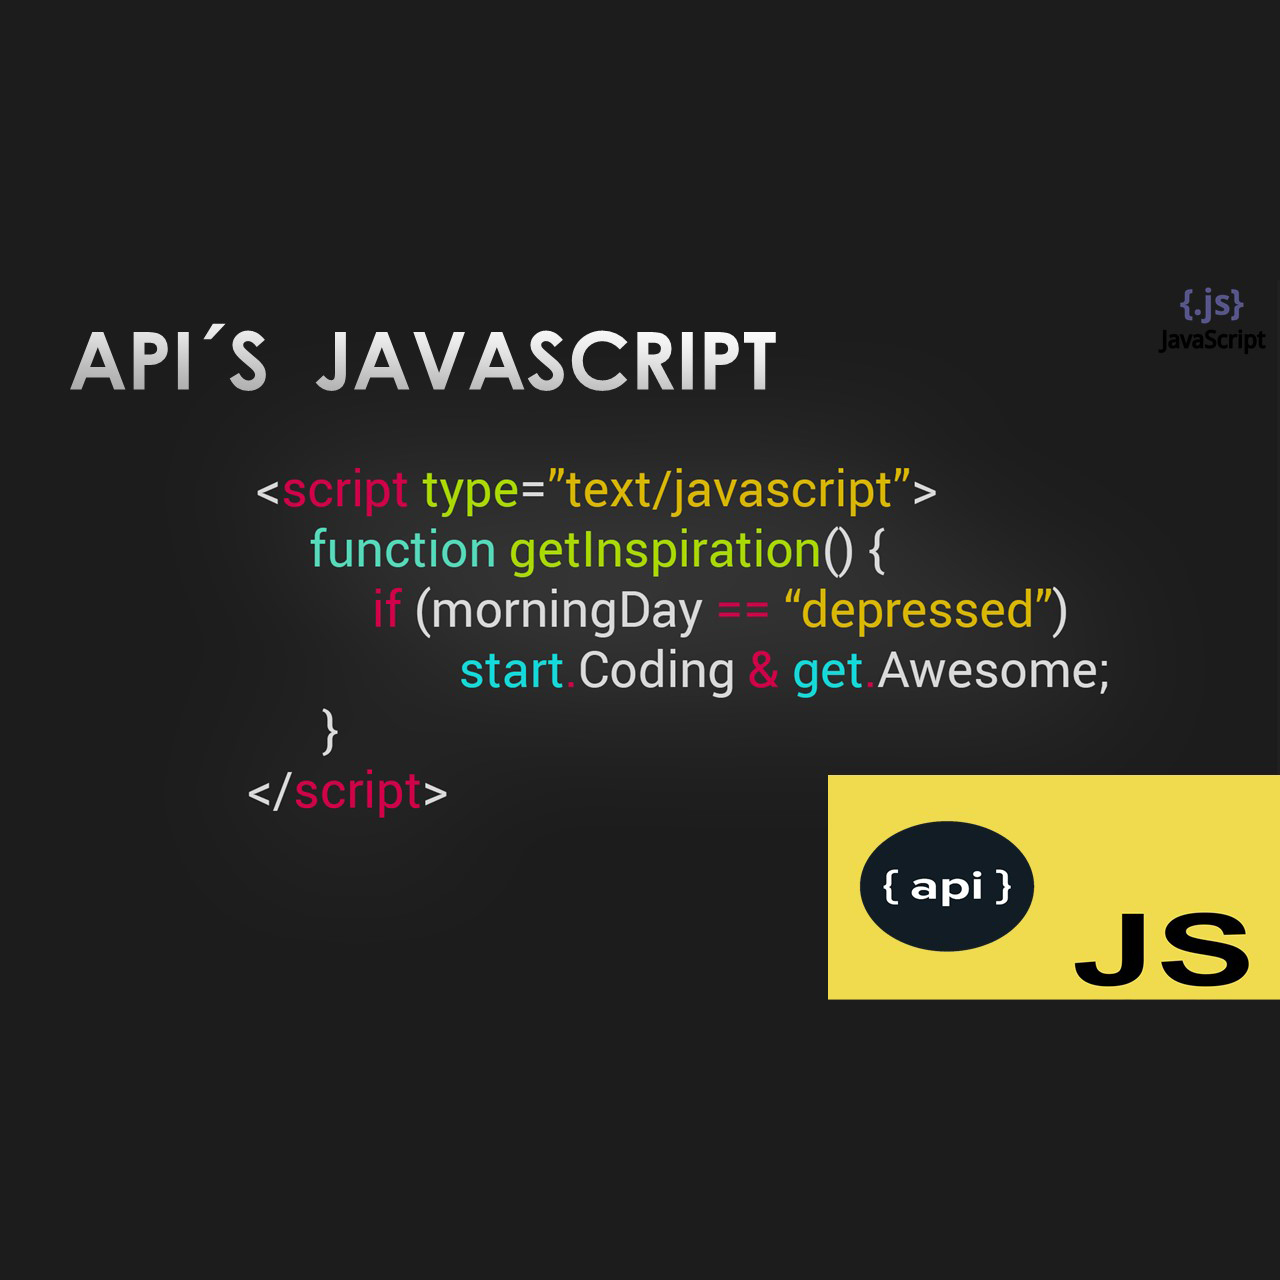 {.js}
JavaScript
API´S JAVASCRIPT
<script type=”text/javascript”>
function getInspiration() {
if (morningDay == “depressed”)
start.Coding & get.Awesome;
}
</script>
{ api }
JS